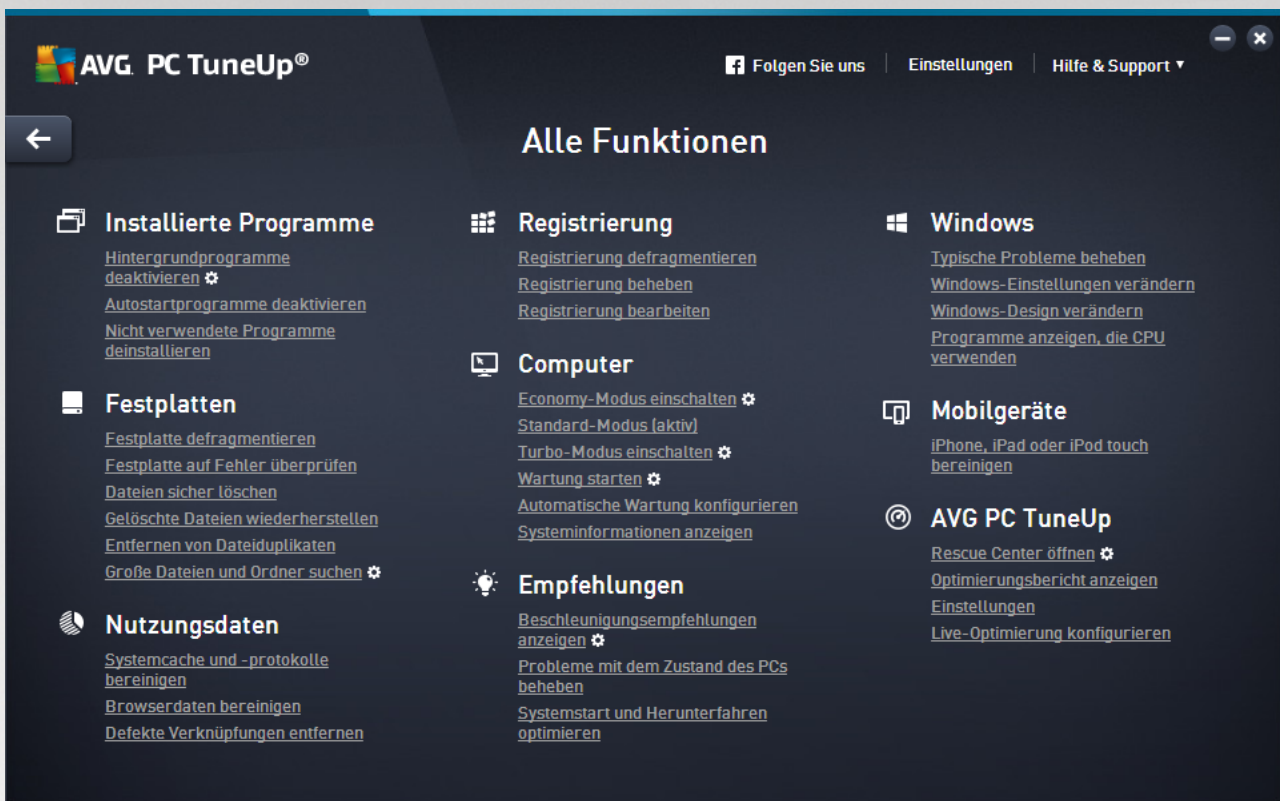 AVG PC TuneUp®
Folgen Sie uns
Einstellungen
Hilfe & Support
Alle Funktionen
Installierte Programme
Hintergrundprogramme
deaktivieren
Autostartprogramme deaktivieren
Nicht verwendete Programme
deinstallieren
Festplatten
Festplatte defragmentieren
Festplatte auf Fehler überprüfen
Dateien sicher löschen
Gelöschte Dateien wiederherstellen
Entfernen von Dateiduplikaten
Große Dateien und Ordner suchen
Nutzungsdaten
Systemcache und -protokolle
bereinigen
Browserdaten bereinigen
Defekte Verknüpfungen entfernen
Registrierung
Registrierung defragmentieren
Registrierung beheben
Registrierung bearbeiten
Computer
Economy-Modus einschalten
Standard-Modus (aktiv)
Turbo-Modus einschalten
Wartung starten
Automatische Wartung konfigurieren
Systeminformationen anzeigen
Empfehlungen
Beschleunigungsempfehlungen
anzeigen
Probleme mit dem Zustand des PCs
beheben
Systemstart und Herunterfahren
optimieren
Windows
Typische Probleme beheben
Windows-Einstellungen verändern
Windows-Design verändern
Programme anzeigen, die CPU
verwenden
Mobilgeräte
iPhone, iPad oder iPod touch
bereinigen
AVG PC TuneUp
Rescue Center öffnen
Optimierungsbericht anzeigen
Einstellungen
Live-Optimierung konfigurieren